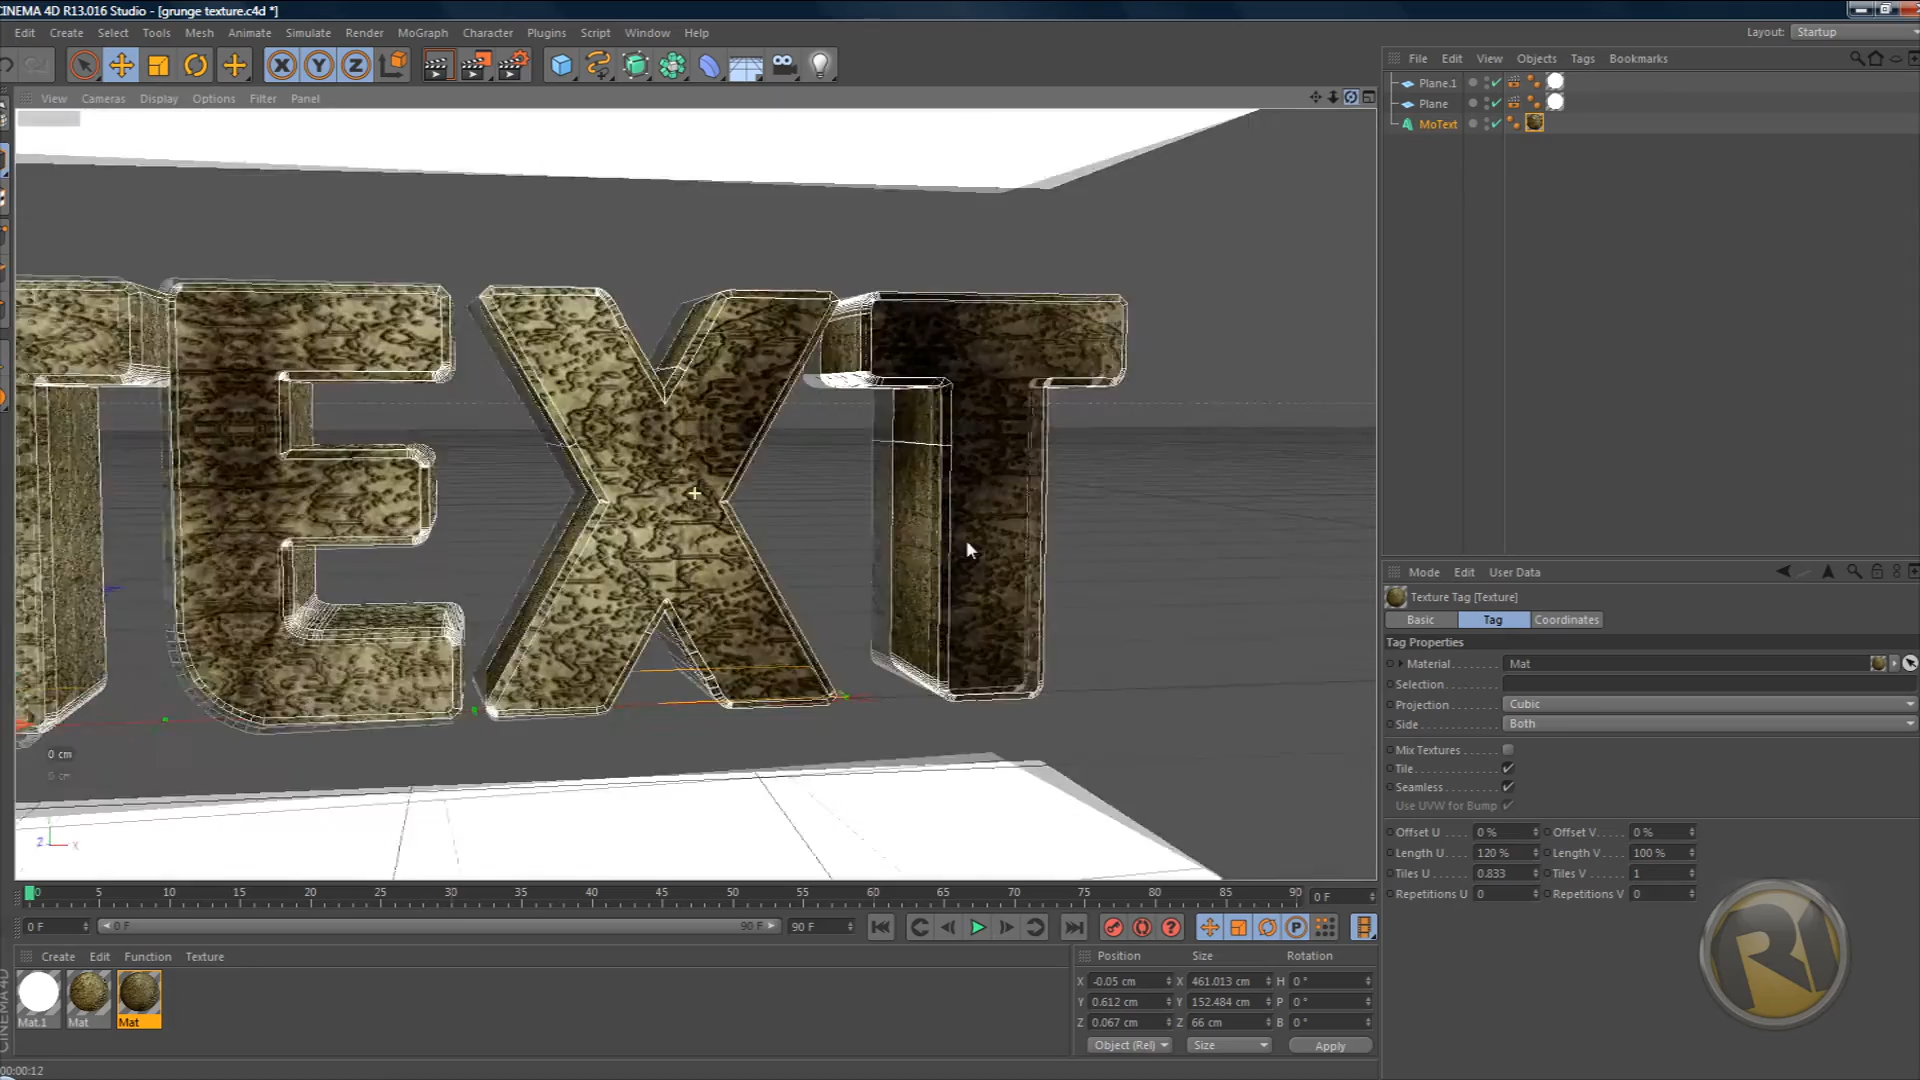 CINEMA 4D R13.016 Studio - [grunge texture.c4d *]
Edit Create Select Tools Mesh Animate Simulate Render MoGraph Character Plugins Script Window Help
Layout: Startup
X Y Z
File Edit View Objects Tags Bookmarks
View Cameras Display Options Filter Panel
Plane.1
Plane
MoText
TEXT
0 cm
5 cm
Z X
Mode Edit User Data
Texture Tag [Texture]
Basic Tag Coordinates
Tag Properties
Material Mat
Selection
Projection Cubic
Side Both
Mix Textures
Tile
Seamless
Use UVW for Bump
Offset U 0 % Offset V 0 %
Length U 120 % Length V 100 %
Tiles U 0.833 Tiles V 1
Repetitions U 0 Repetitions V 0
0 5 10 15 20 25 30 35 40 45 50 55 60 65 70 75 80 85 90 0 F
0 F 0 F 90 F 90 F P
Create Edit Function Texture
Mat.1 Mat Mat
Position Size Rotation
X -0.05 cm X 461.013 cm H 0 °
Y 0.612 cm Y 152.484 cm P 0 °
Z 0.067 cm Z 66 cm B 0 °
Object (Rel) Size Apply
CINEMA 4D
00:00:12